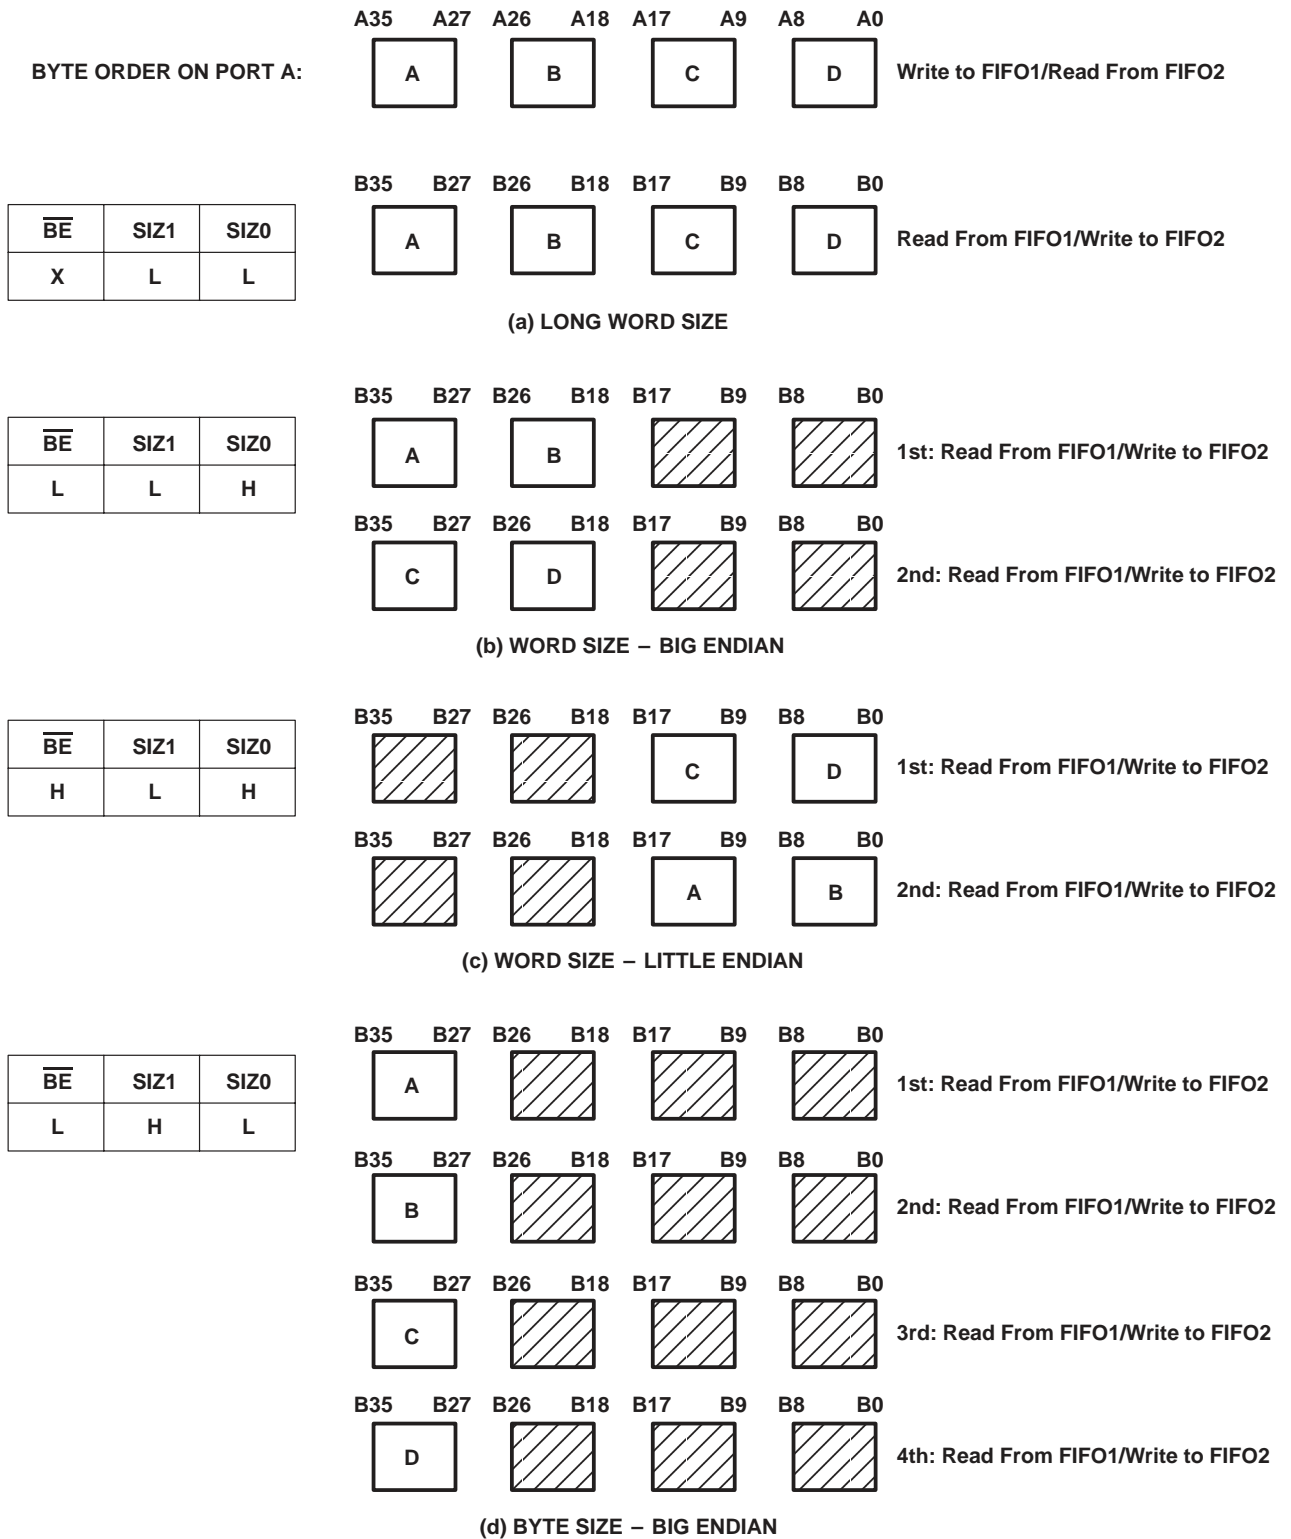 A35 A27 A26 A18 A17 A9 A8 A0
BYTE ORDER ON PORT A: A B C D Write to FIFO1/Read From FIFO2
B35 B27 B26 B18 B17 B9 B8 B0
BE SIZ1 SIZ0
A B C D Read From FIFO1/Write to FIFO2
X L L
(a) LONG WORD SIZE
B35 B27 B26 B18 B17 B9 B8 B0
BE SIZ1 SIZ0
A B 1st: Read From FIFO1/Write to FIFO2
L L H
B35 B27 B26 B18 B17 B9 B8 B0
C D 2nd: Read From FIFO1/Write to FIFO2
(b) WORD SIZE – BIG ENDIAN
B35 B27 B26 B18 B17 B9 B8 B0
BE SIZ1 SIZ0
C D 1st: Read From FIFO1/Write to FIFO2
H L H
B35 B27 B26 B18 B17 B9 B8 B0
A B 2nd: Read From FIFO1/Write to FIFO2
(c) WORD SIZE – LITTLE ENDIAN
B35 B27 B26 B18 B17 B9 B8 B0
BE SIZ1 SIZ0
A 1st: Read From FIFO1/Write to FIFO2
L H L
B35 B27 B26 B18 B17 B9 B8 B0
B 2nd: Read From FIFO1/Write to FIFO2
B35 B27 B26 B18 B17 B9 B8 B0
C 3rd: Read From FIFO1/Write to FIFO2
B35 B27 B26 B18 B17 B9 B8 B0
D 4th: Read From FIFO1/Write to FIFO2
(d) BYTE SIZE – BIG ENDIAN